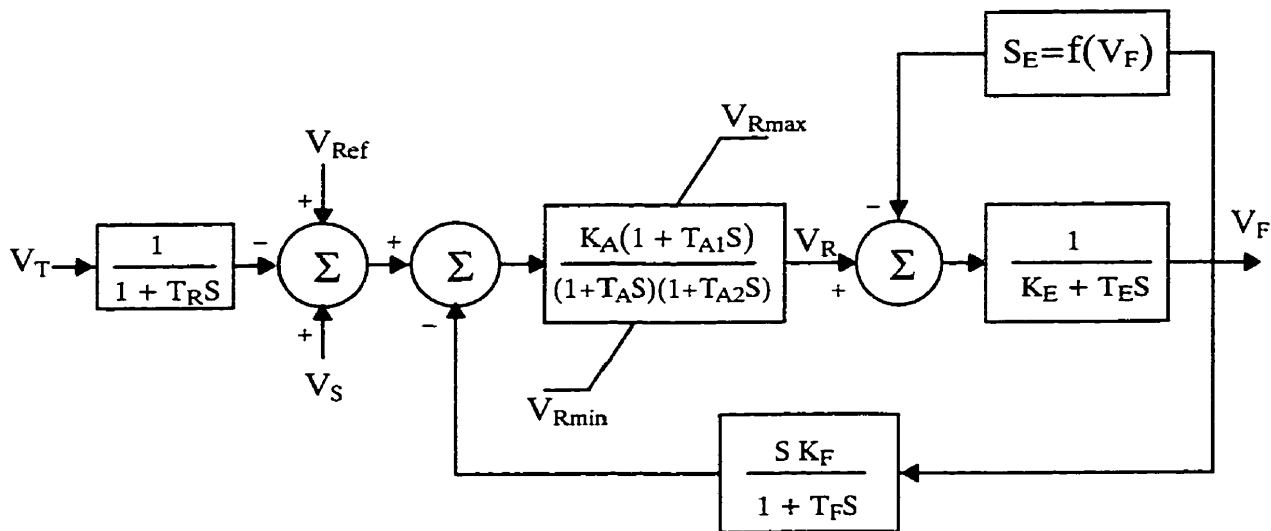 S_E=f(V_F)
V_Rmax
V_Ref
+
V_T
1
1 + T_RS
−
Σ
+
V_S
+
Σ
−
K_A(1 + T_A1S)
(1+T_AS)(1+T_A2S)
V_Rmin
V_R
−
+
Σ
1
K_E + T_ES
V_F
S K_F
1 + T_FS